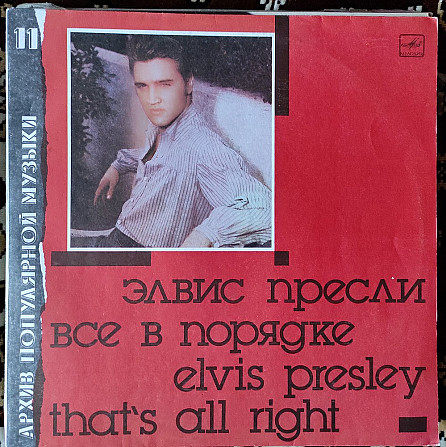 11
АРХИВ ПОПУЛЯРНОЙ МУЗЫКИ
элвис пресли
все в порядке
elvis presley
that's all right